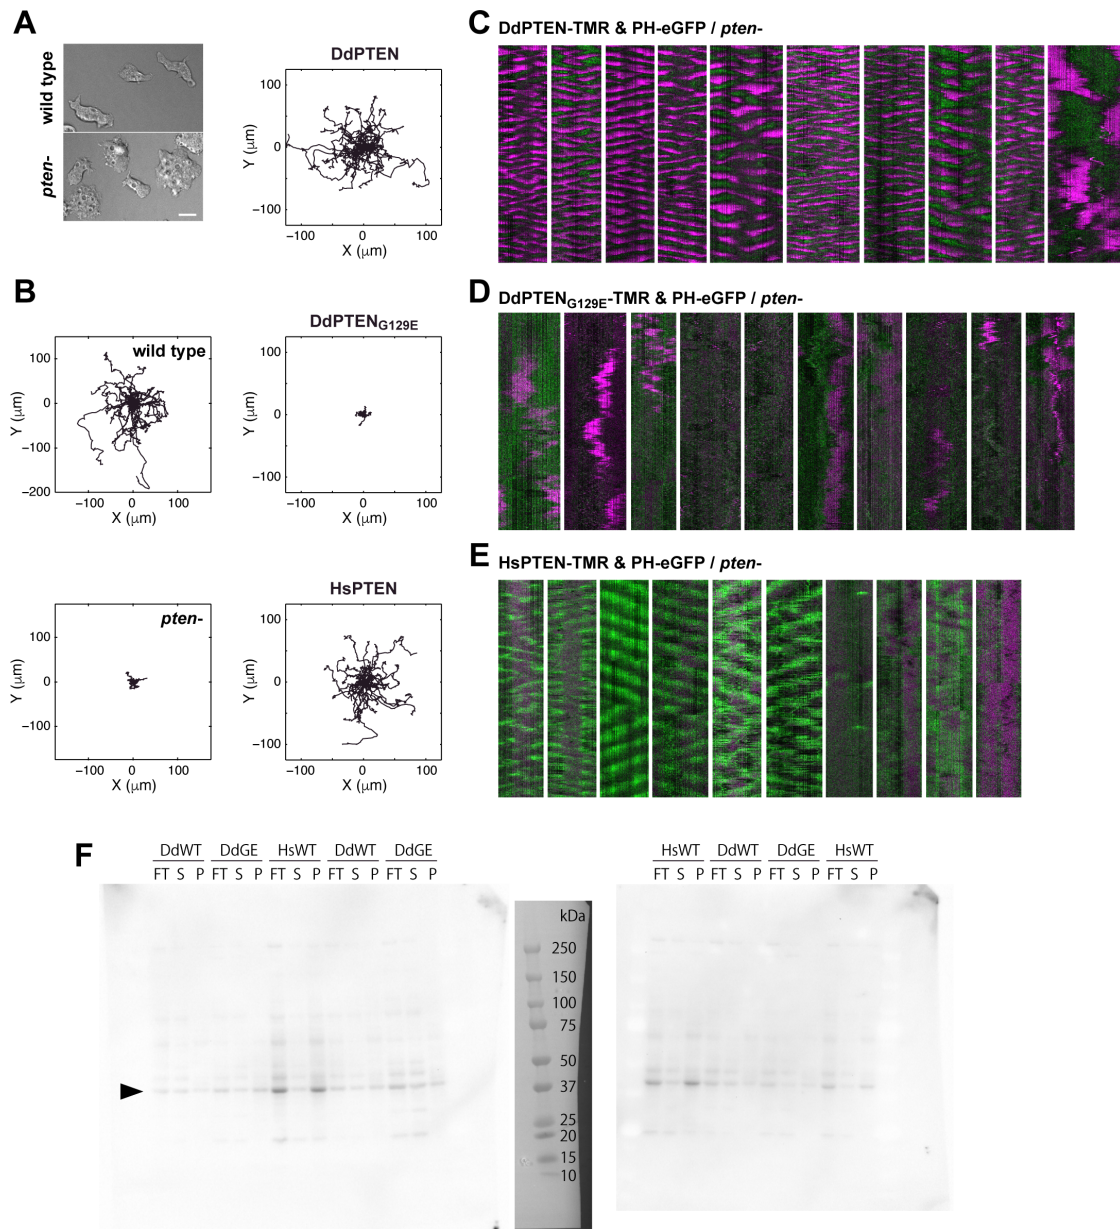 A
wild type
pten-
DdPTEN
Y (μm)
100
50
0
−50
−100
−100 0 100
X (μm)
B
wild type
Y (μm)
100
0
−100
−200
−100 0 100
X (μm)
DdPTENG129E
Y (μm)
100
0
−100
−100 0 100
X (μm)
pten-
Y (μm)
100
0
−100
−100 0 100
X (μm)
HsPTEN
Y (μm)
100
50
0
−50
−100
−100 0 100
X (μm)
C DdPTEN-TMR & PH-eGFP / pten-
D DdPTENG129E-TMR & PH-eGFP / pten-
E HsPTEN-TMR & PH-eGFP / pten-
F
DdWT DdGE HsWT DdWT DdGE
FT S P FT S P FT S P FT S P FT S P
kDa
250
150
100
75
50
37
25
20
15
10
HsWT DdWT DdGE HsWT
FT S P FT S P FT S P FT S P